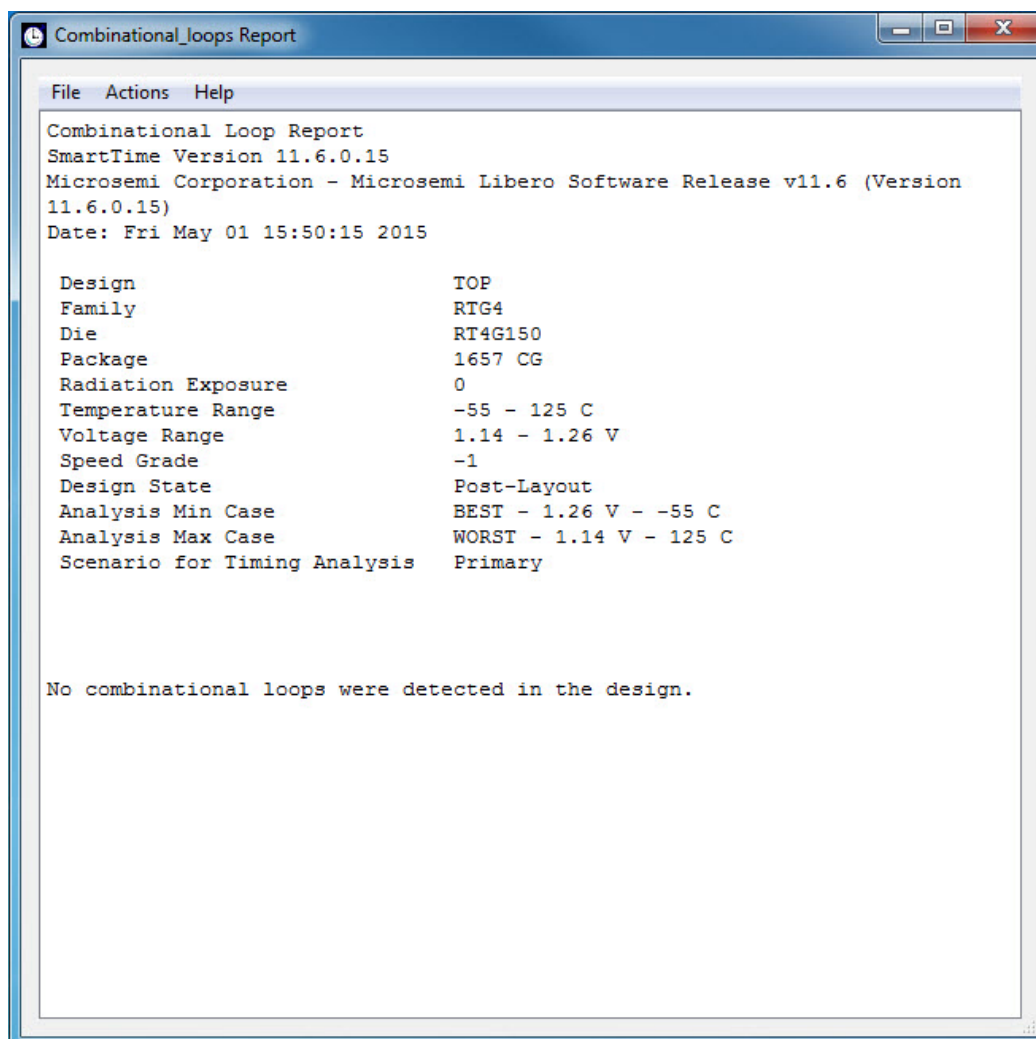 Combinational_loops Report
File Actions Help
Combinational Loop Report
SmartTime Version 11.6.0.15
Microsemi Corporation - Microsemi Libero Software Release v11.6 (Version
11.6.0.15)
Date: Fri May 01 15:50:15 2015
Design TOP
Family RTG4
Die RT4G150
Package 1657 CG
Radiation Exposure 0
Temperature Range -55 - 125 C
Voltage Range 1.14 - 1.26 V
Speed Grade -1
Design State Post-Layout
Analysis Min Case BEST - 1.26 V - -55 C
Analysis Max Case WORST - 1.14 V - 125 C
Scenario for Timing Analysis Primary
No combinational loops were detected in the design.